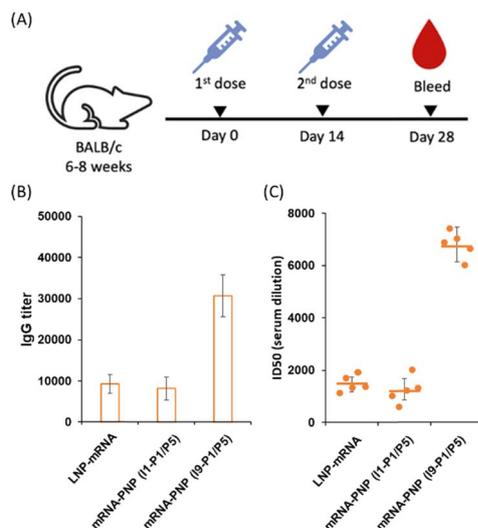 (A)
1st dose
2nd dose
Bleed
BALB/c
6-8 weeks
Day 0
Day 14
Day 28
(B)
50000
40000
30000
20000
10000
0
IgG titer
LNP-mRNA
mRNA-PNP (I1-P1/P5)
mRNA-PNP (I9-P1/P5)
(C)
8000
6000
4000
2000
0
ID50 (serum dilution)
LNP-mRNA
mRNA-PNP (I1-P1/P5)
mRNA-PNP (I9-P1/P5)